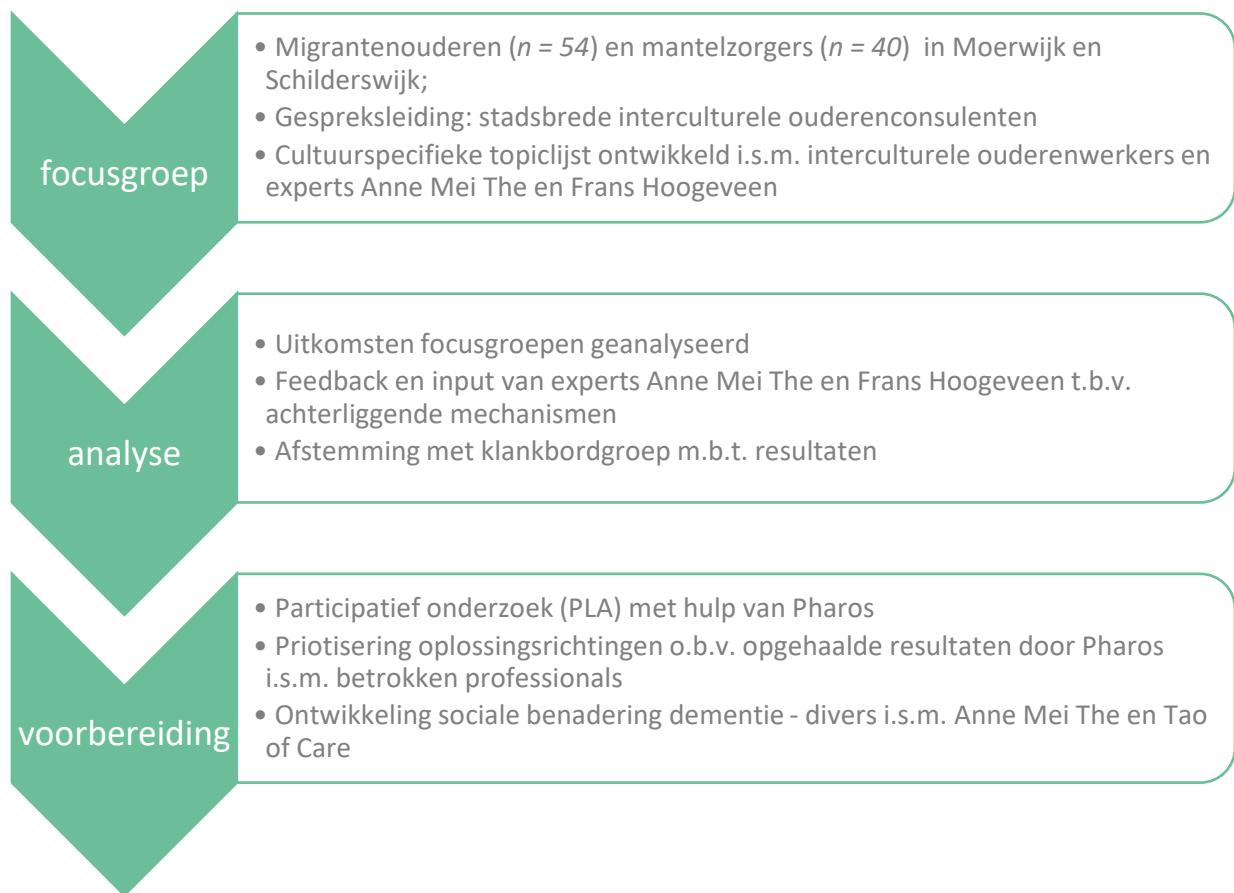 focusgroep
• Migrantenouderen (n = 54) en mantelzorgers (n = 40) in Moerwijk en
Schilderswijk;
• Gespreksleiding: stadsbrede interculturele ouderenconsulenten
• Cultuurspecifieke topiclijst ontwikkeld i.s.m. interculturele ouderenwerkers en
experts Anne Mei The en Frans Hoogeveen
analyse
• Uitkomsten focusgroepen geanalyseerd
• Feedback en input van experts Anne Mei The en Frans Hoogeveen t.b.v.
achterliggende mechanismen
• Afstemming met klankbordgroep m.b.t. resultaten
voorbereiding
• Participatief onderzoek (PLA) met hulp van Pharos
• Priotisering oplossingsrichtingen o.b.v. opgehaalde resultaten door Pharos
i.s.m. betrokken professionals
• Ontwikkeling sociale benadering dementie - divers i.s.m. Anne Mei The en Tao
of Care